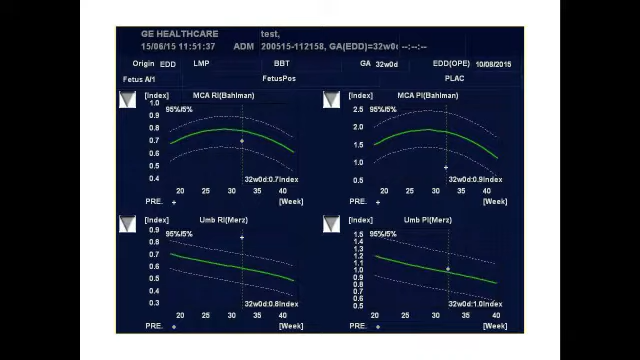 GE HEALTHCARE test,
15/06/15 11:51:37 ADM 200515-112158, GA(EDD)=32w0d --:--:--
Origin EDD LMP BBT GA 32w0d EDD(OPE) 10/08/2015
Fetus A/1 FetusPos PLAC
[Index] MCA RI(Bahlman) [Index] MCA PI(Bahlman)
1.0 2.5
95%/5% 95%/5%
0.9
0.8 2.0
0.7 1.5
0.6
0.5 1.0
0.4 32w0d:0.7Index 0.5 32w0d:0.9Index
20 25 30 35 40 20 25 30 35 40
PRE. [Week] PRE. [Week]
[Index] Umb RI(Merz) [Index] Umb PI(Merz)
0.9 1.5
95%/5% 95%/5%
0.8 1.4
1.3
0.7 1.2
0.6 1.1
1.0
0.5 0.9
0.8
0.4 0.7
0.6
0.3 32w0d:0.8Index 0.5 32w0d:1.0Index
20 25 30 35 40 20 25 30 35 40
PRE. [Week] PRE. [Week]